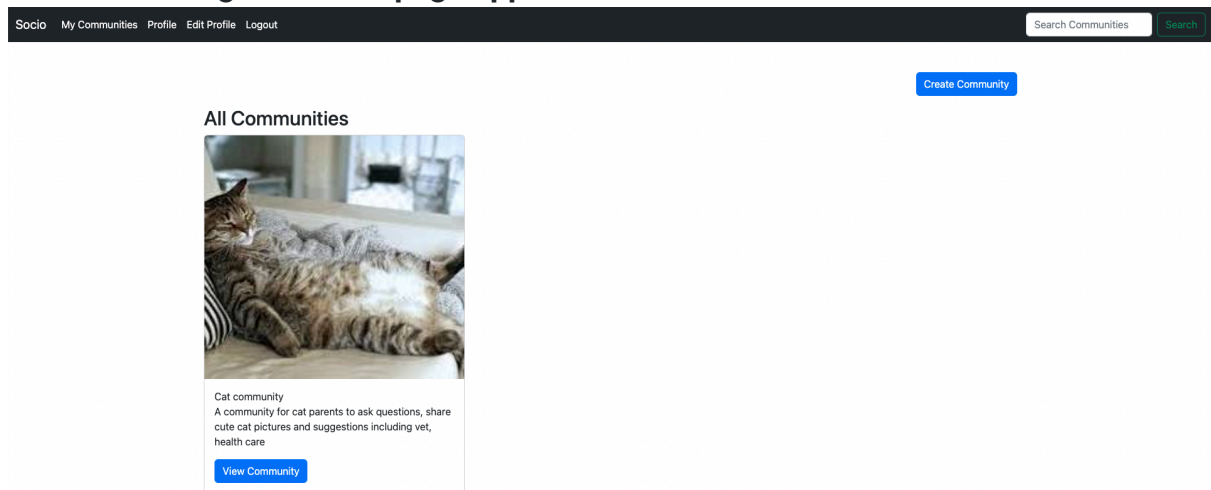 Socio My Communities Profile Edit Profile Logout Search Communities Search
Create Community
All Communities
Cat community
A community for cat parents to ask questions, share
cute cat pictures and suggestions including vet,
health care
View Community